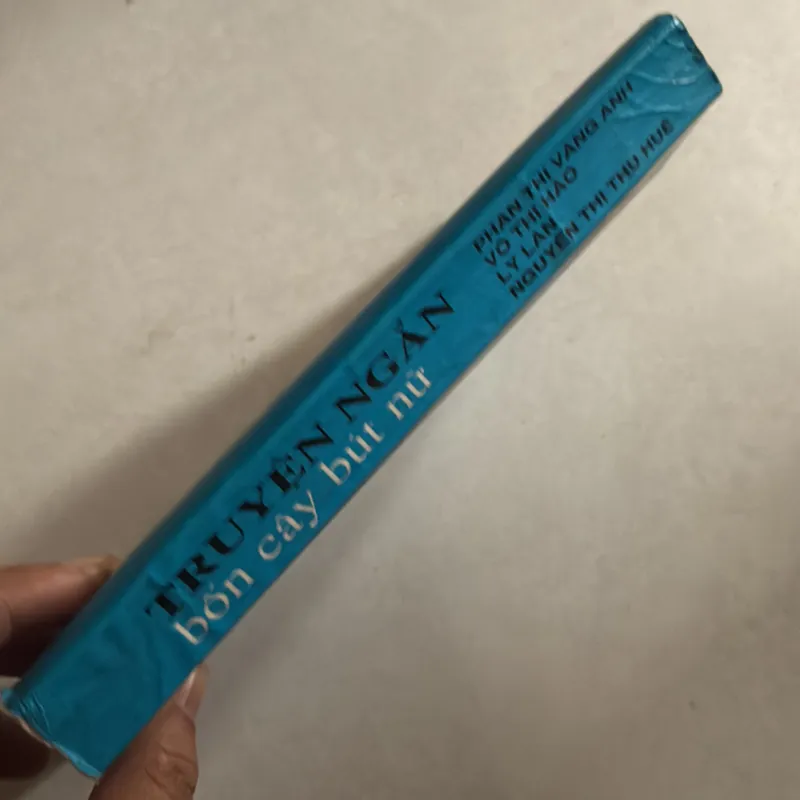 TRUYỆN NGẮN
bốn cây bút nữ
PHAN THỊ VÀNG ANH
VÕ THỊ HẢO
LÝ LAN
NGUYỄN THỊ THU HUỆ